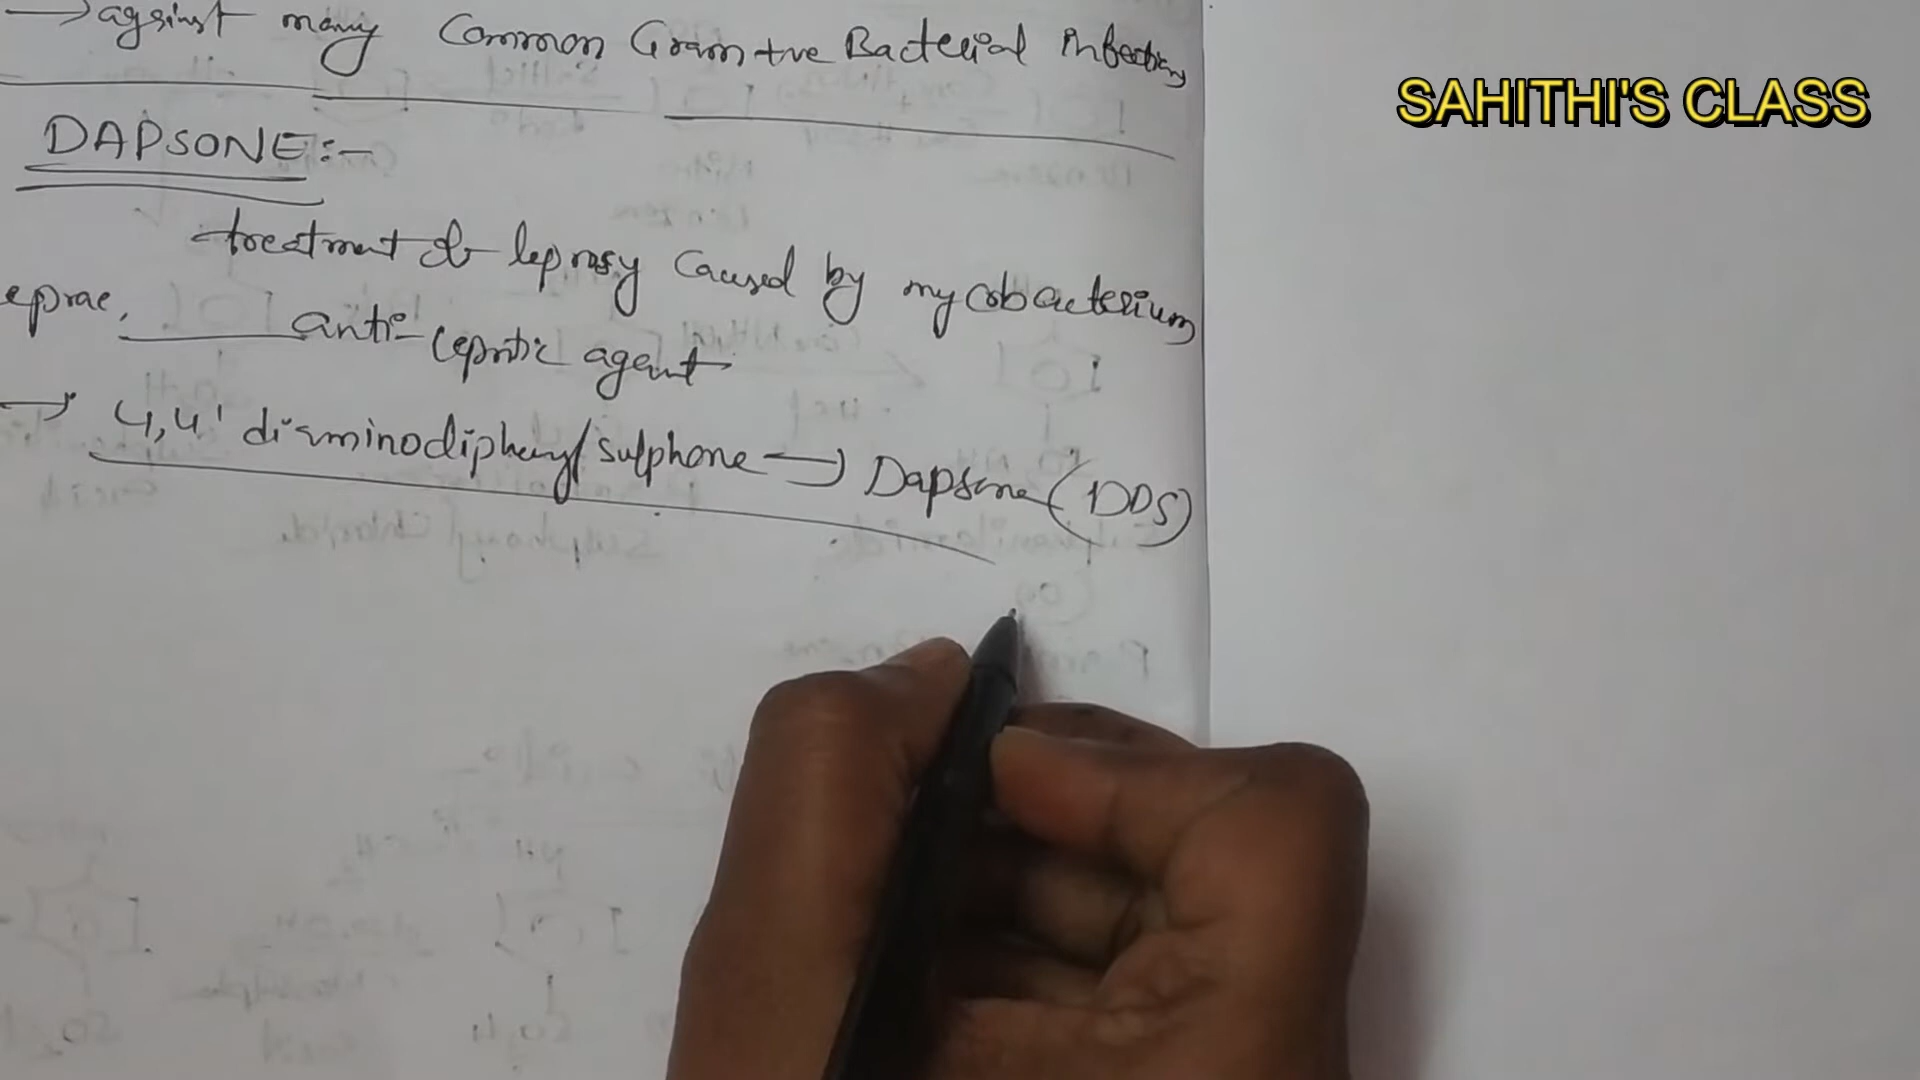 → against many Common Gram +ve Bacterial Infections
SAHITHI'S CLASS
DAPSONE:-
treatment of leprosy caused by mycobacterium
eprae. anti-leprotic agent
→ 4,4' diaminodiphenyl sulphone → Dapsone (DDS)